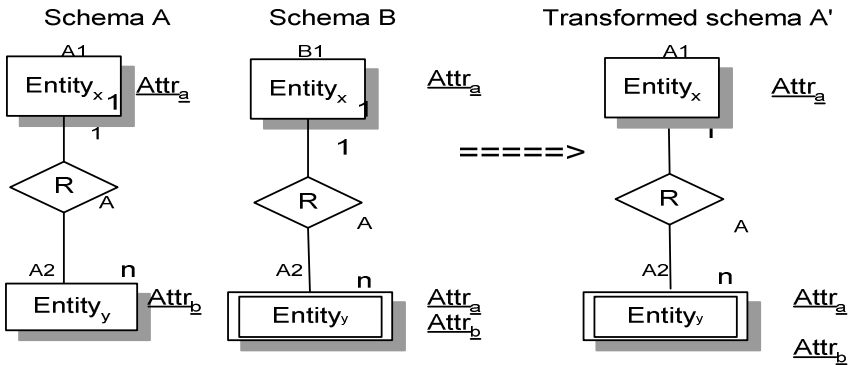 Schema A
Schema B
Transformed schema A'
A1
B1
A1
Entityx
1
Attra
Entityx
1
Attra
Entityx
Attra
1
1
=====>
1
R
R
R
A
A
A
A2
n
A2
n
A2
n
Entityy
Attrb
Entityy
Attra
Attrb
Entityy
Attra
Attrb